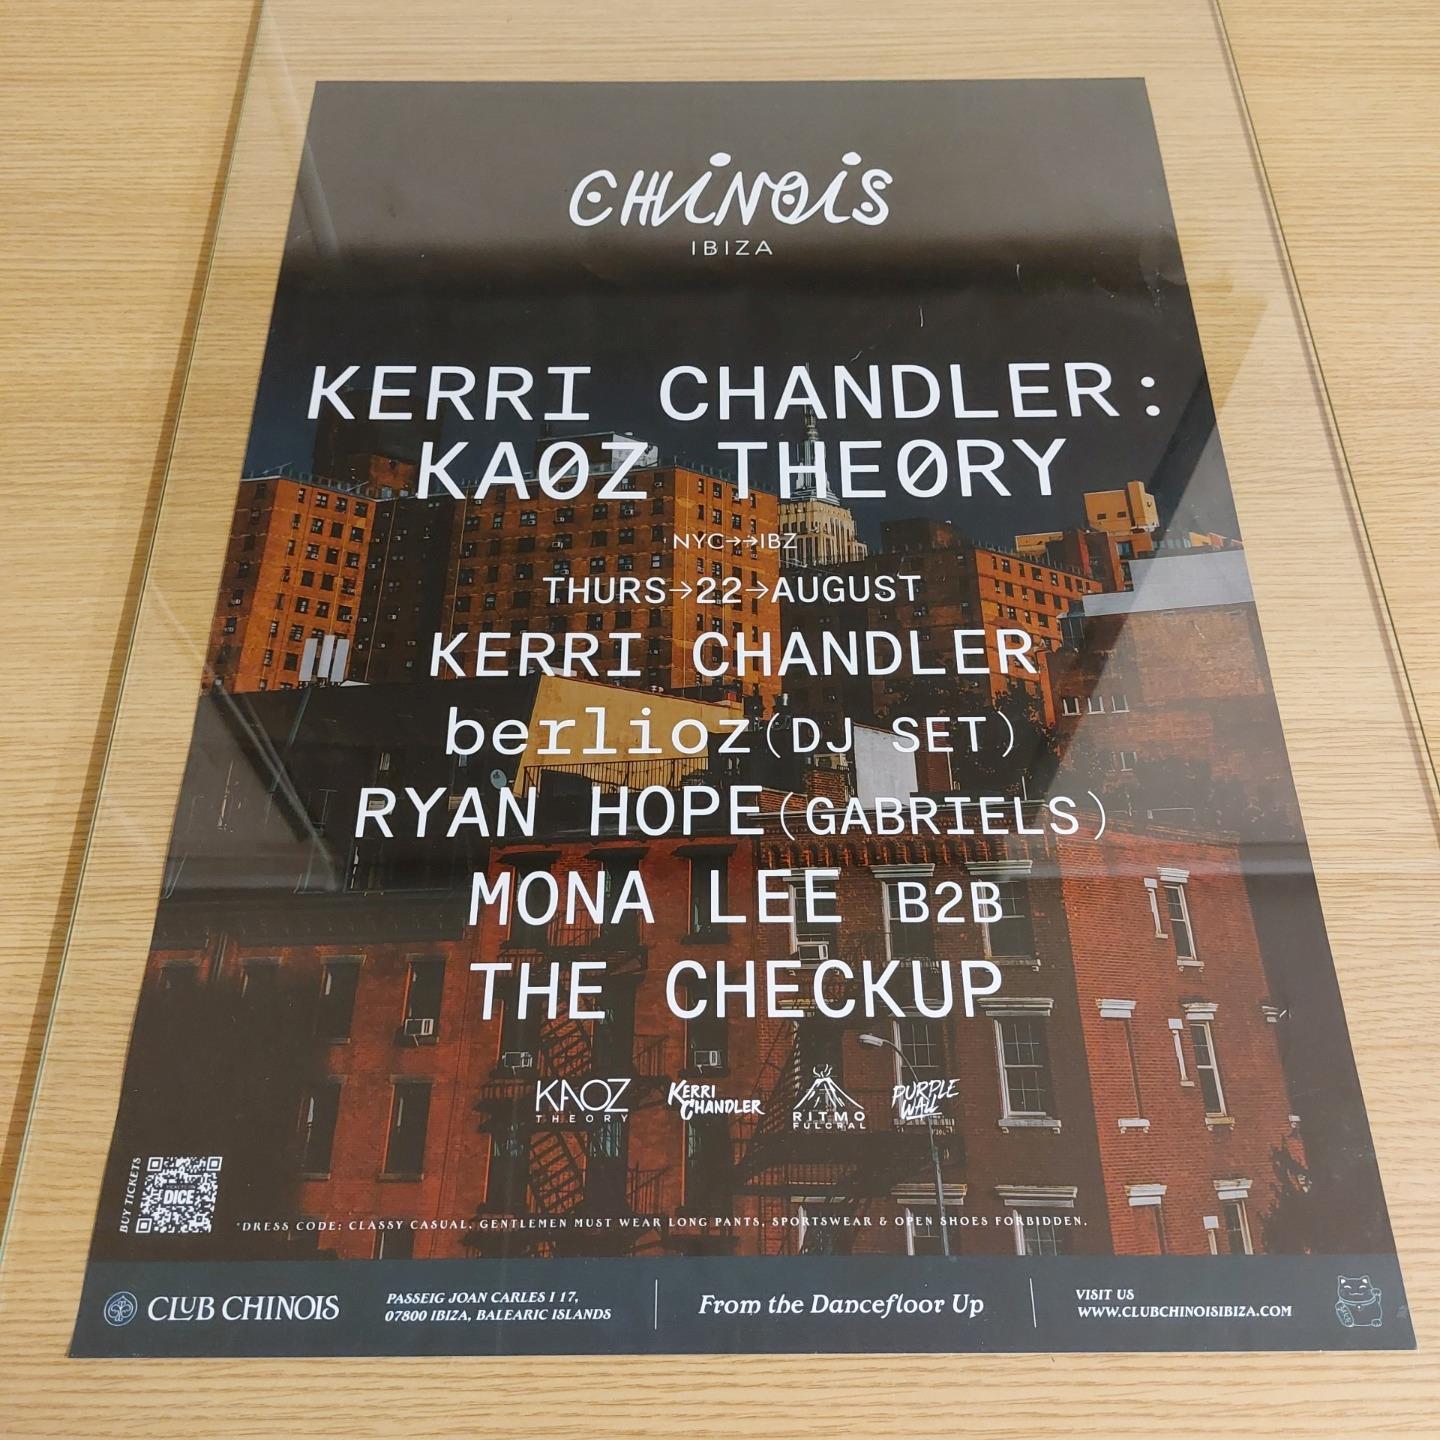 CHINOIS
IBIZA
KERRI CHANDLER:
KA0Z THE0RY
NYC→→IBZ
THURS→22→AUGUST
KERRI CHANDLER
berlioz(DJ SET)
RYAN HOPE(GABRIELS)
MONA LEE B2B
THE CHECKUP
KAOZ
THEORY
KERRI
CHANDLER
RITMO
FULCRAL
PURPLE
WALL
BUY TICKETS
TICKETS ON
DICE
*DRESS CODE: CLASSY CASUAL. GENTLEMEN MUST WEAR LONG PANTS, SPORTSWEAR & OPEN SHOES FORBIDDEN.
CLUB CHINOIS
PASSEIG JOAN CARLES I 17,
07800 IBIZA, BALEARIC ISLANDS
From the Dancefloor Up
VISIT US
WWW.CLUBCHINOISIBIZA.COM